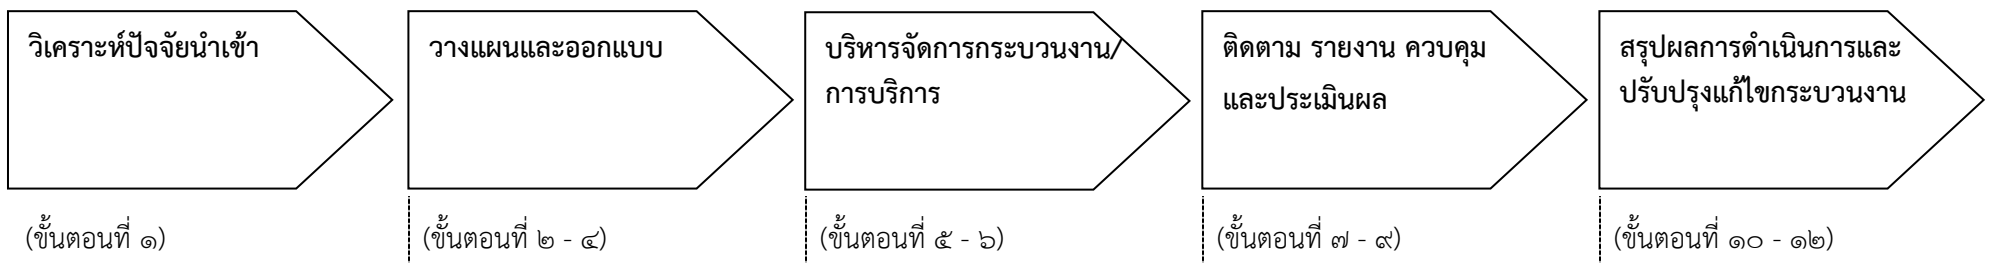 วิเคราะห์ปัจจัยนำเข้า
วางแผนและออกแบบ
บริหารจัดการกระบวนงาน/
การบริการ
ติดตาม รายงาน ควบคุม
และประเมินผล
สรุปผลการดำเนินการและ
ปรับปรุงแก้ไขกระบวนงาน
(ขั้นตอนที่ ๑)
(ขั้นตอนที่ ๒ - ๔)
(ขั้นตอนที่ ๕ - ๖)
(ขั้นตอนที่ ๗ - ๙)
(ขั้นตอนที่ ๑๐ - ๑๒)